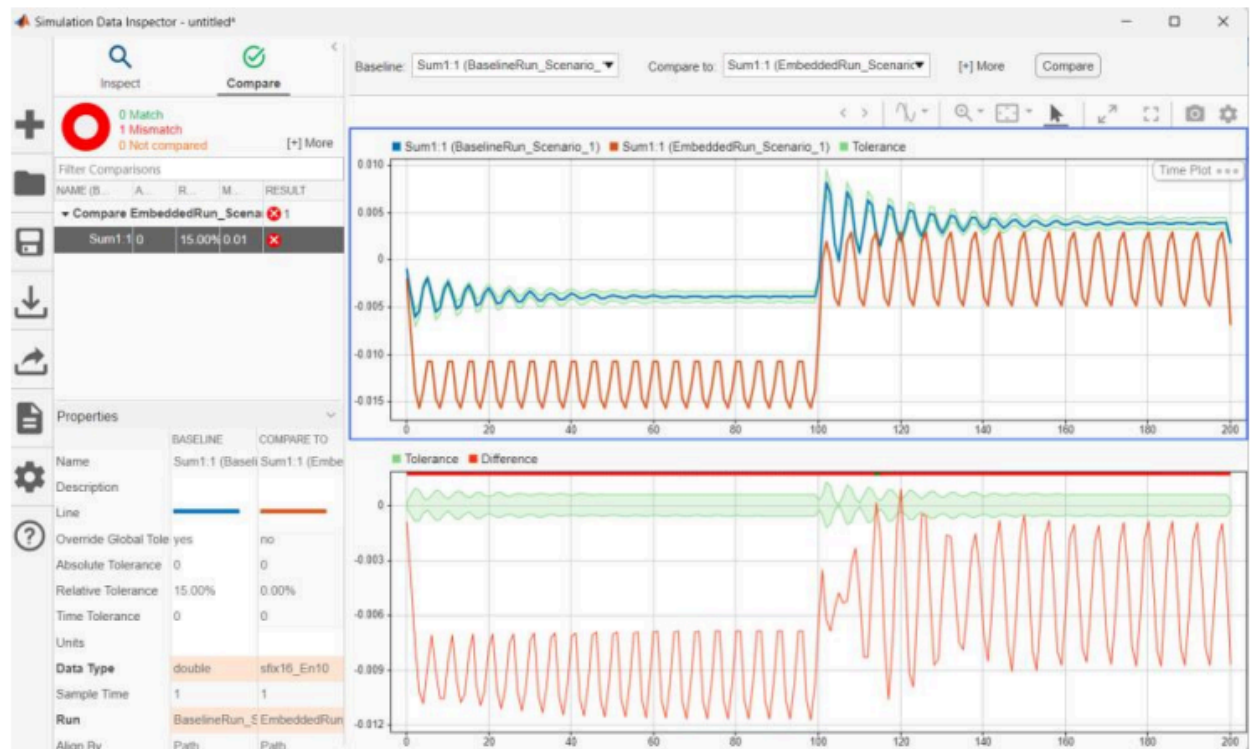 Simulation Data Inspector - untitled*
Inspect
Compare
0 Match
1 Mismatch
0 Not compared
[+] More
Filter Comparisons
NAME (B... A... R... M... RESULT
Compare EmbeddedRun_Scena 1
Sum1:1 0 15.00% 0.01
Properties
BASELINE COMPARE TO
Name Sum1:1 (Baseli Sum1:1 (Embe
Description
Line
Override Global Tole yes no
Absolute Tolerance 0 0
Relative Tolerance 15.00% 0.00%
Time Tolerance 0 0
Units
Data Type double sfix16_En10
Sample Time 1 1
Run BaselineRun_S EmbeddedRun
Align By Path Path
Baseline: Sum1:1 (BaselineRun_Scenario_ Compare to: Sum1:1 (EmbeddedRun_Scenaric [+] More Compare
Sum1:1 (BaselineRun_Scenario_1) Sum1:1 (EmbeddedRun_Scenario_1) Tolerance
Time Plot
0.010
0.005
0
-0.005
-0.010
-0.015
0 20 40 60 80 100 120 140 160 180 200
Tolerance Difference
0
-0.003
-0.006
-0.009
-0.012
0 20 40 60 80 100 120 140 160 180 200